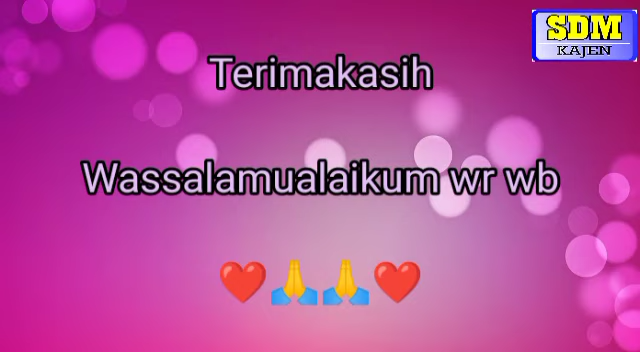 SDM
KAJEN
Terimakasih
Wassalamualaikum wr wb
❤️🙏🙏❤️